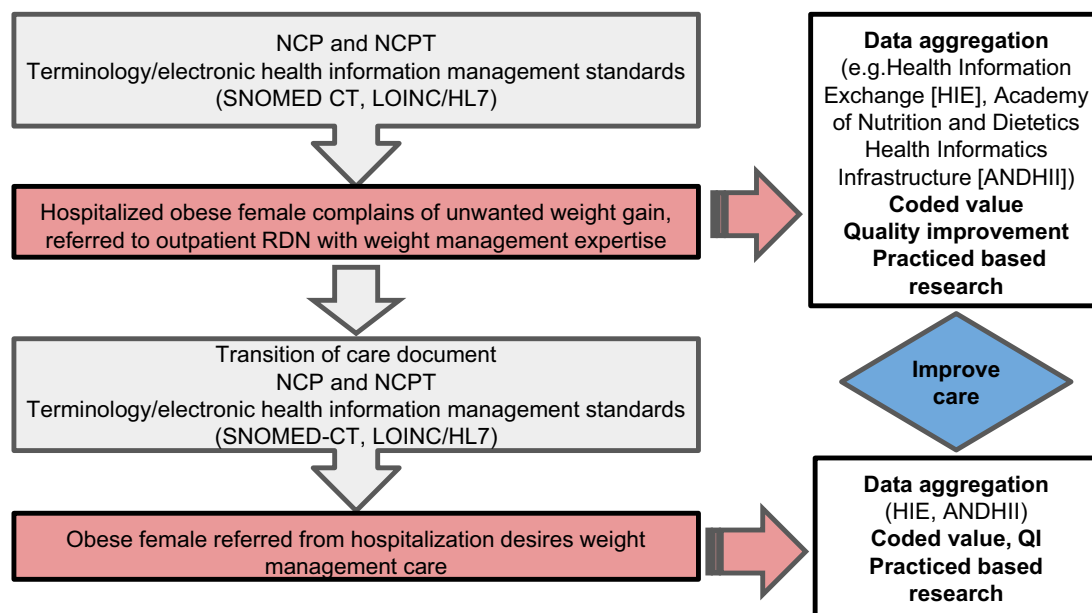 NCP and NCPT
Terminology/electronic health information management standards
(SNOMED CT, LOINC/HL7)
Hospitalized obese female complains of unwanted weight gain,
referred to outpatient RDN with weight management expertise
Transition of care document
NCP and NCPT
Terminology/electronic health information management standards
(SNOMED-CT, LOINC/HL7)
Obese female referred from hospitalization desires weight
management care
Data aggregation
(e.g.Health Information
Exchange [HIE], Academy
of Nutrition and Dietetics
Health Informatics
Infrastructure [ANDHII])
Coded value
Quality improvement
Practiced based
research
Improve
care
Data aggregation
(HIE, ANDHII)
Coded value, QI
Practiced based
research